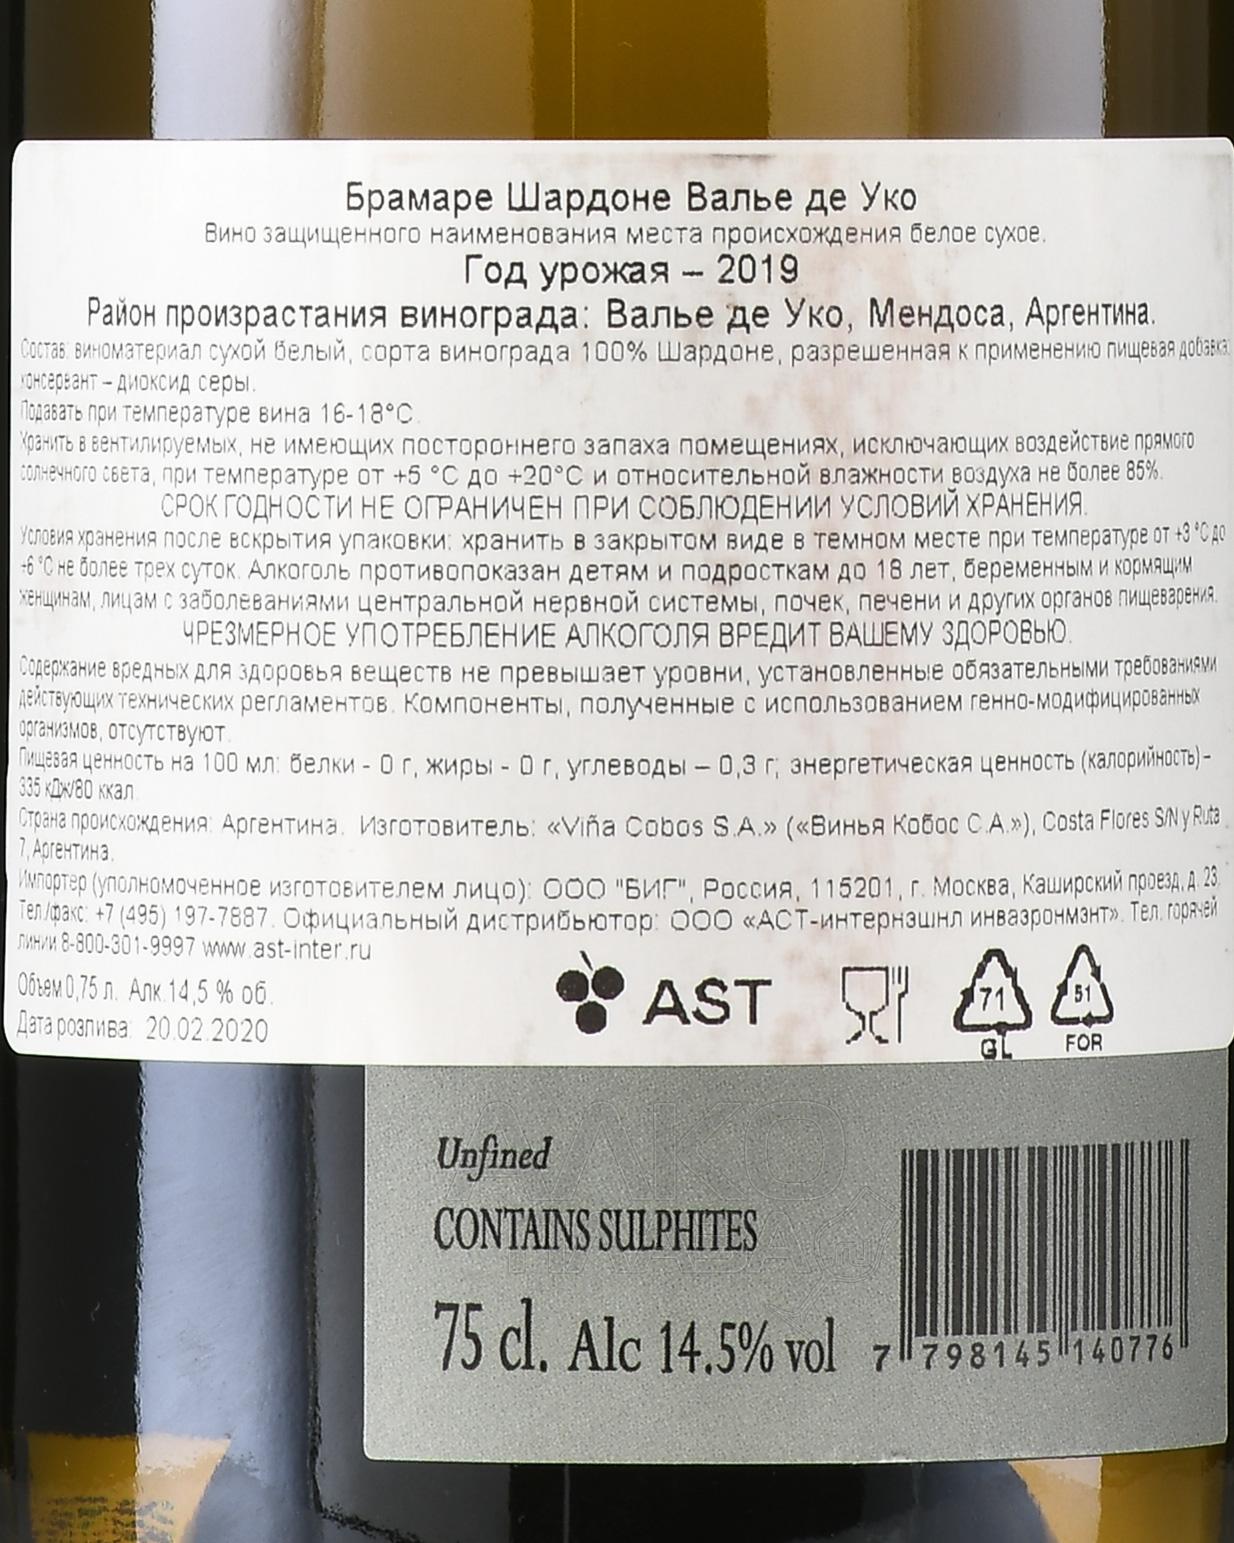 Брамаре Шардоне Валье де Уко
Вино защищенного наименования места происхождения белое сухое.
Год урожая – 2019
Район произрастания винограда: Валье де Уко, Мендоса, Аргентина.
Состав: виноматериал сухой белый, сорта винограда 100% Шардоне, разрешенная к применению пищевая добавка:
консервант – диоксид серы.
Подавать при температуре вина 16-18°С.
Хранить в вентилируемых, не имеющих постороннего запаха помещениях, исключающих воздействие прямого
солнечного света, при температуре от +5 °С до +20°С и относительной влажности воздуха не более 85%.
СРОК ГОДНОСТИ НЕ ОГРАНИЧЕН ПРИ СОБЛЮДЕНИИ УСЛОВИЙ ХРАНЕНИЯ.
Условия хранения после вскрытия упаковки: хранить в закрытом виде в темном месте при температуре от +3 °С до
+6 °С не более трех суток. Алкоголь противопоказан детям и подросткам до 18 лет, беременным и кормящим
женщинам, лицам с заболеваниями центральной нервной системы, почек, печени и других органов пищеварения.
ЧРЕЗМЕРНОЕ УПОТРЕБЛЕНИЕ АЛКОГОЛЯ ВРЕДИТ ВАШЕМУ ЗДОРОВЬЮ.
Содержание вредных для здоровья веществ не превышает уровни, установленные обязательными требованиями
действующих технических регламентов. Компоненты, полученные с использованием генно-модифицированных
организмов, отсутствуют.
Пищевая ценность на 100 мл: белки - 0 г, жиры - 0 г, углеводы – 0,3 г; энергетическая ценность (калорийность) –
335 кДж/80 ккал.
Страна происхождения: Аргентина. Изготовитель: «Viña Cobos S.A.» («Винья Кобос С.А.»), Costa Flores S/N y Ruta
7, Аргентина.
Импортер (уполномоченное изготовителем лицо): ООО "БИГ", Россия, 115201, г. Москва, Каширский проезд, д. 23,
Тел./факс: +7 (495) 197-7887. Официальный дистрибьютор: ООО «АСТ-интернэшнл инваэронмэнт». Тел. горячей
линии 8-800-301-9997 www.ast-inter.ru
Объем 0,75 л. Алк.14,5 % об.
Дата розлива: 20.02.2020
AST
71
GL
51
FOR
АЛКО
НАВА
Unfined
CONTAINS SULPHITES
75 cl. Alc 14.5% vol
7 798145 140776